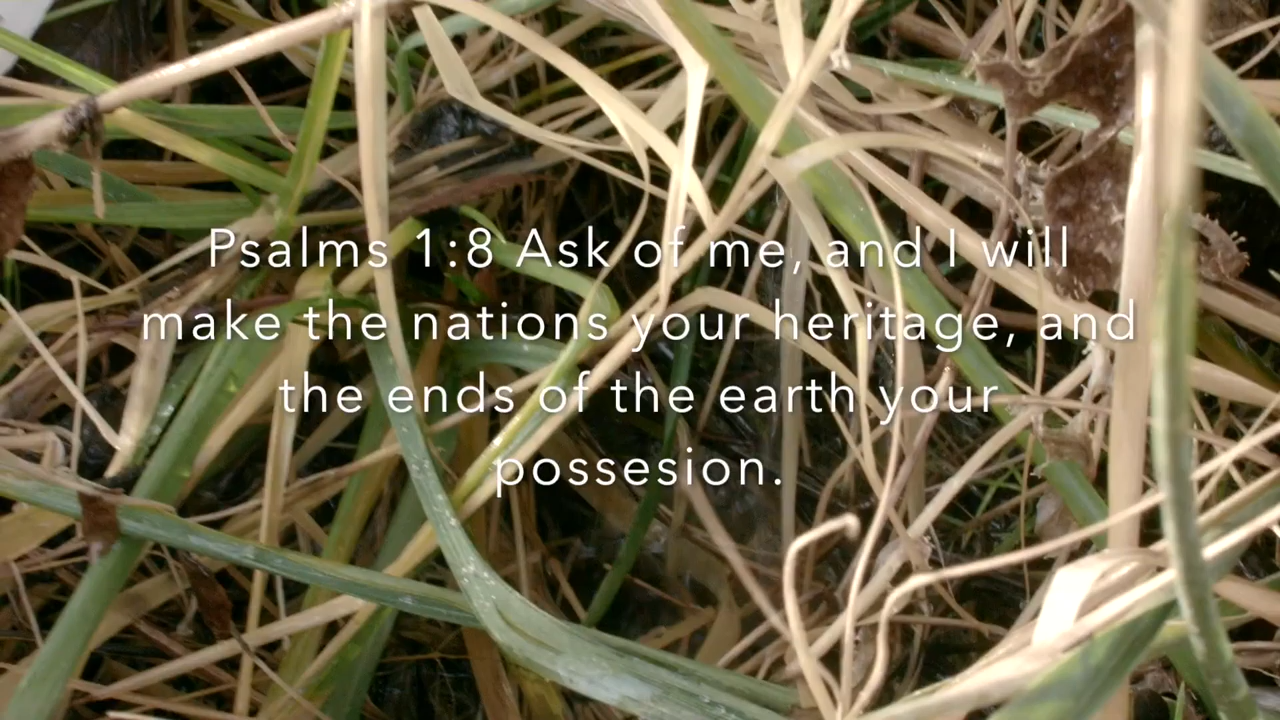 Psalms 1:8 Ask of me, and I will
make the nations your heritage, and
the ends of the earth your
possesion.